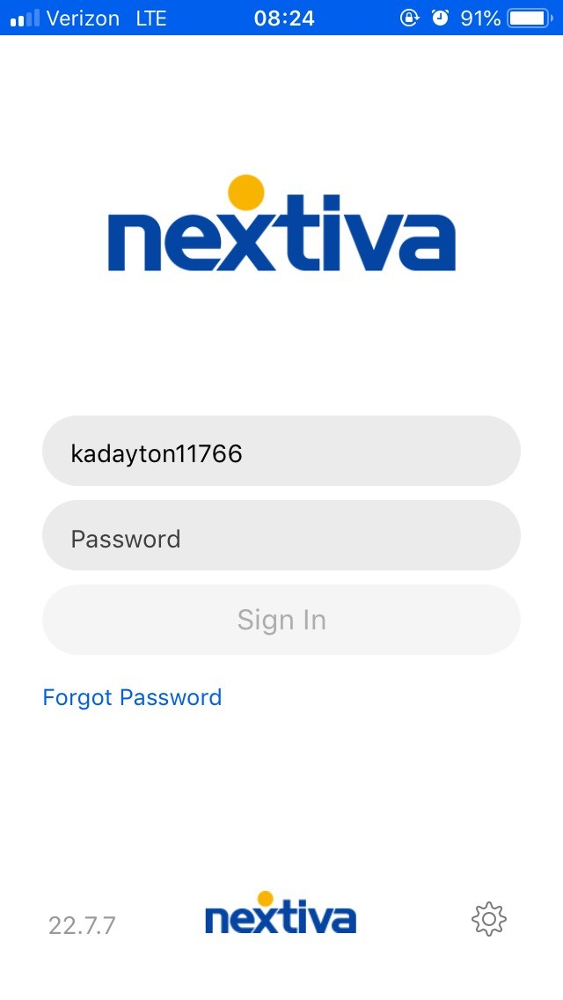 Verizon LTE 08:24 91%
nextiva
kadayton11766
Password
Sign In
Forgot Password
22.7.7 nextiva